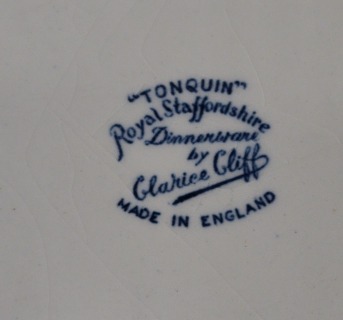 "TONQUIN"
Royal Staffordshire
Dinnerware
by
Clarice Cliff
MADE IN ENGLAND